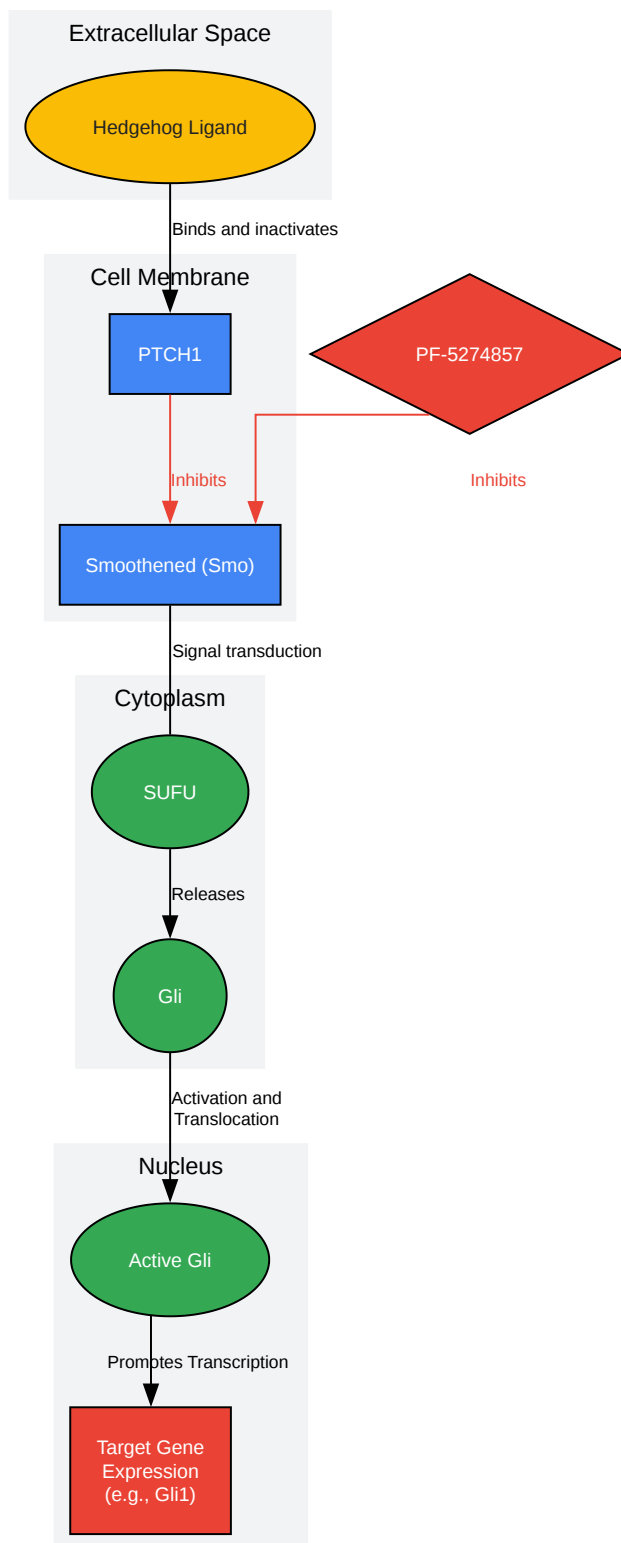 Extracellular Space
Hedgehog Ligand
Binds and inactivates
Cell Membrane
PTCH1
PF-5274857
Inhibits
Inhibits
Smoothened (Smo)
Signal transduction
Cytoplasm
SUFU
Releases
Gli
Activation and
Translocation
Nucleus
Active Gli
Promotes Transcription
Target Gene
Expression
(e.g., Gli1)